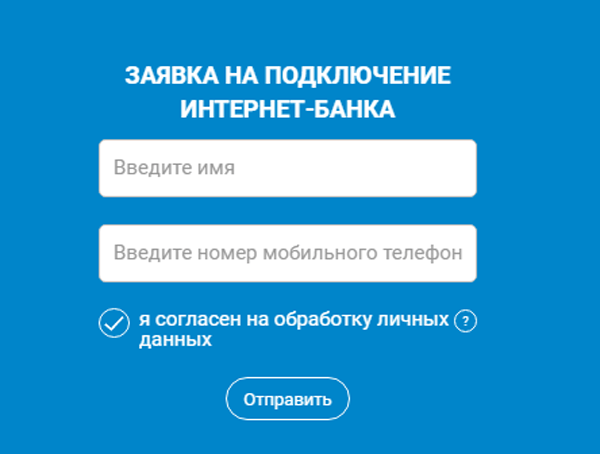 ЗАЯВКА НА ПОДКЛЮЧЕНИЕ
ИНТЕРНЕТ-БАНКА
Введите имя
Введите номер мобильного телефон
я согласен на обработку личных ?
данных
Отправить